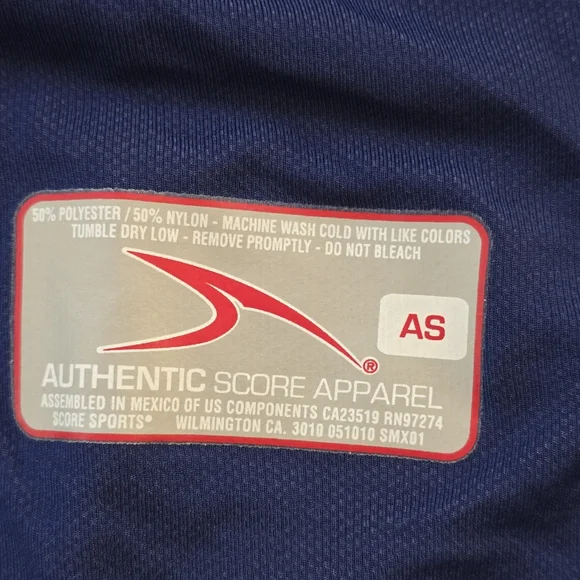 50% POLYESTER / 50% NYLON - MACHINE WASH COLD WITH LIKE COLORS
TUMBLE DRY LOW - REMOVE PROMPTLY - DO NOT BLEACH
AS
®
AUTHENTIC SCORE APPAREL
ASSEMBLED IN MEXICO OF US COMPONENTS CA23519 RN97274
SCORE SPORTS® WILMINGTON CA. 3010 051010 SMX01